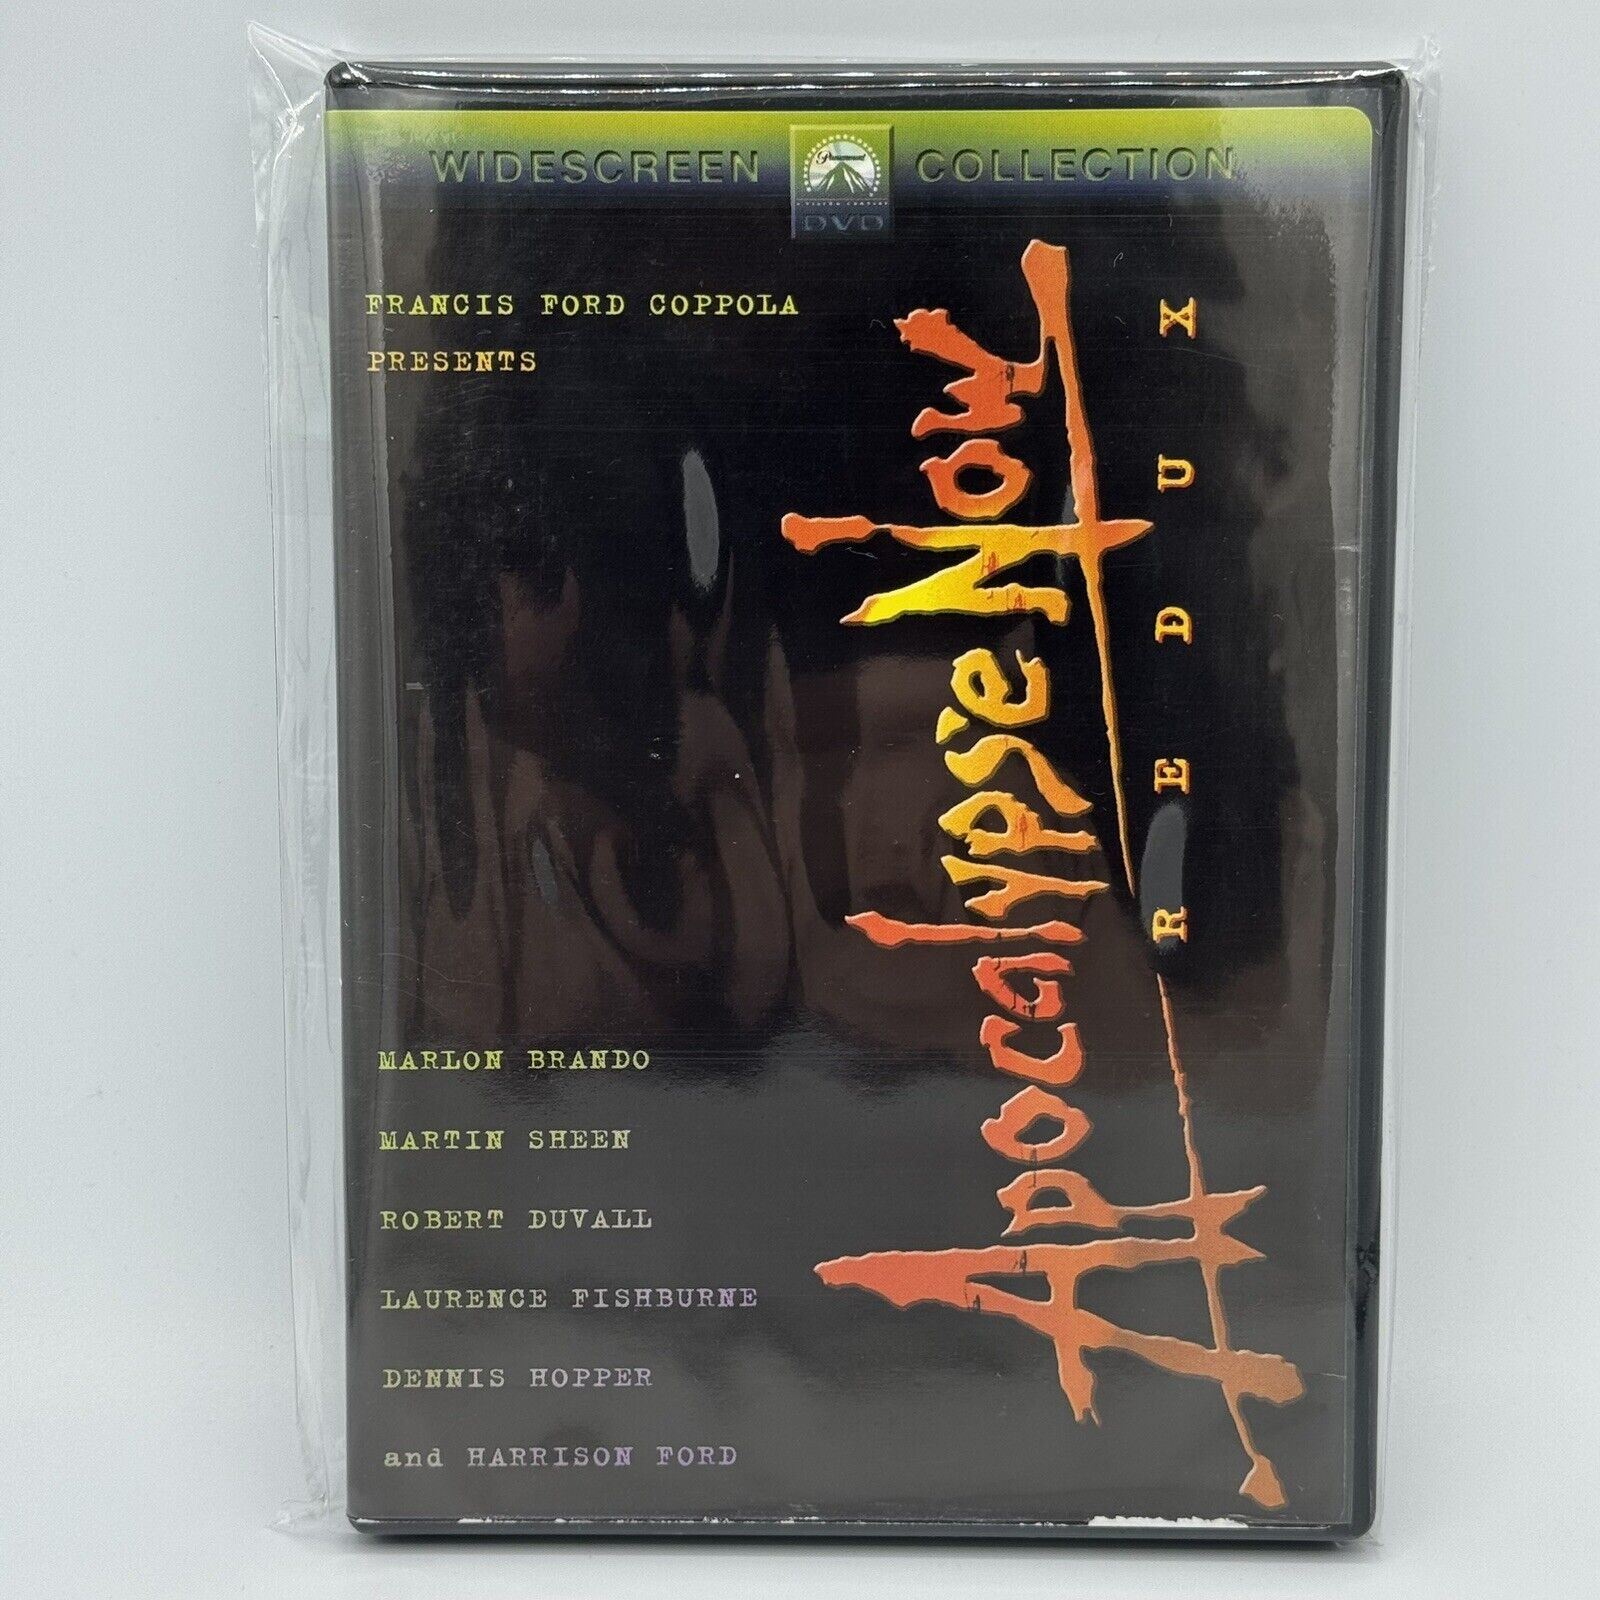 WIDESCREEN Paramount COLLECTION
DVD
FRANCIS FORD COPPOLA
PRESENTS
Apocalypse Now
REDUX
MARLON BRANDO
MARTIN SHEEN
ROBERT DUVALL
LAURENCE FISHBURNE
DENNIS HOPPER
and HARRISON FORD